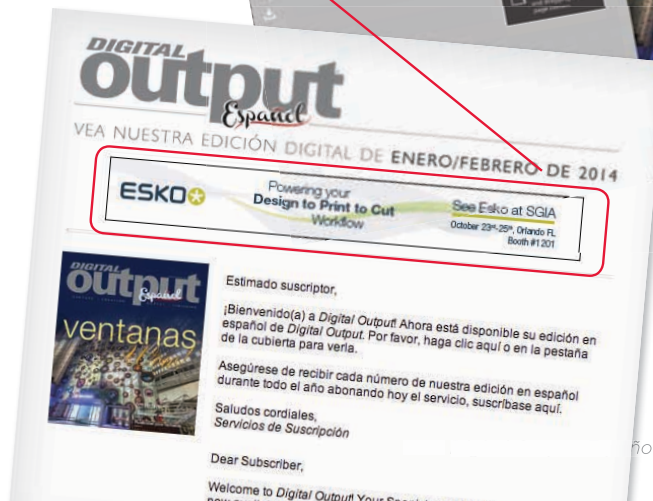 DIGITAL
output
Español
VEA NUESTRA EDICIÓN DIGITAL DE ENERO/FEBRERO DE 2014
ESKO
Powering your
Design to Print to Cut
Workflow
See Esko at SGIA
October 23rd-25th, Orlando FL
Booth #1201
DIGITAL
output
Español
ventanas
Estimado suscriptor,
¡Bienvenido(a) a Digital Output! Ahora está disponible su edición en
español de Digital Output. Por favor, haga clic aquí o en la pestaña
de la cubierta para verla.
Asegúrese de recibir cada número de nuestra edición en español
durante todo el año abonando hoy el servicio, suscríbase aquí.
Saludos cordiales,
Servicios de Suscripción
Dear Subscriber,
Welcome to Digital Output! Your